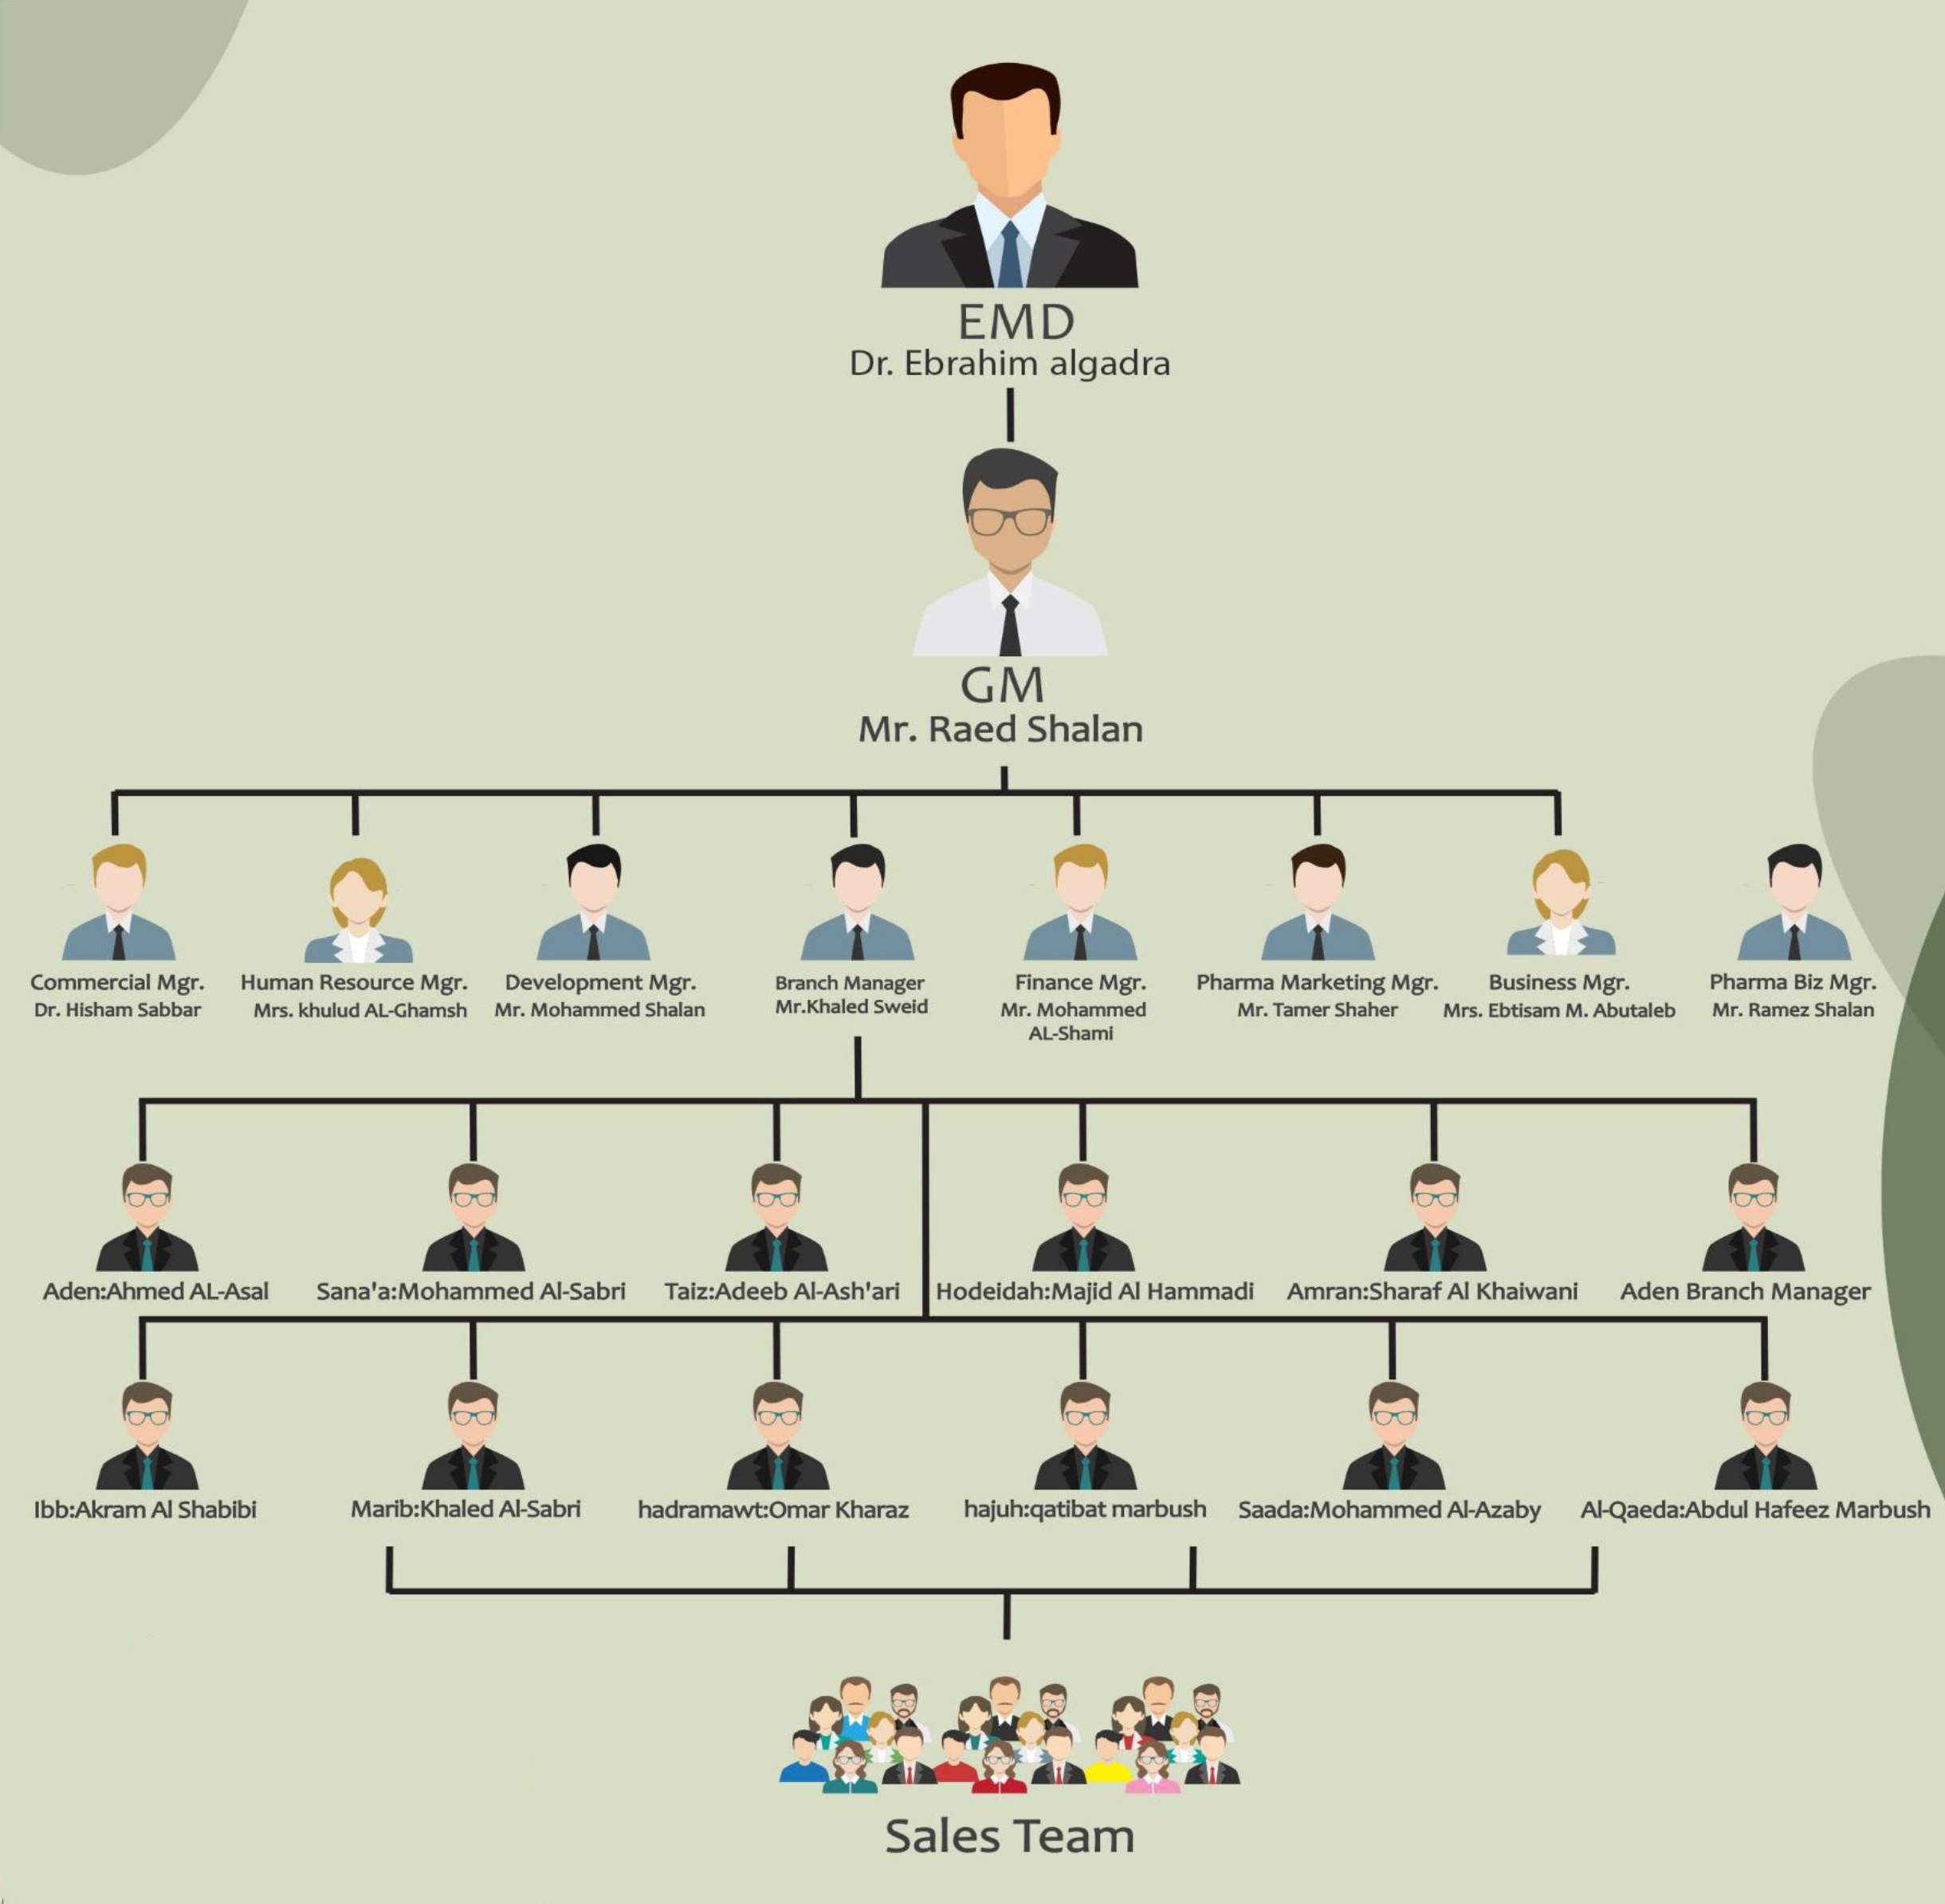 EMD
Dr. Ebrahim algadra
GM
Mr. Raed Shalan
Commercial Mgr.
Dr. Hisham Sabbar
Human Resource Mgr.
Mrs. khulud AL-Ghamsh
Development Mgr.
Mr. Mohammed Shalan
Branch Manager
Mr.Khaled Sweid
Finance Mgr.
Mr. Mohammed
AL-Shami
Pharma Marketing Mgr.
Mr. Tamer Shaher
Business Mgr.
Mrs. Ebtisam M. Abutaleb
Pharma Biz Mgr.
Mr. Ramez Shalan
Aden:Ahmed AL-Asal
Sana'a:Mohammed Al-Sabri
Taiz:Adeeb Al-Ash'ari
Hodeidah:Majid Al Hammadi
Amran:Sharaf Al Khaiwani
Aden Branch Manager
Ibb:Akram Al Shabibi
Marib:Khaled Al-Sabri
hadramawt:Omar Kharaz
hajuh:qatibat marbush
Saada:Mohammed Al-Azaby
Al-Qaeda:Abdul Hafeez Marbush
Sales Team